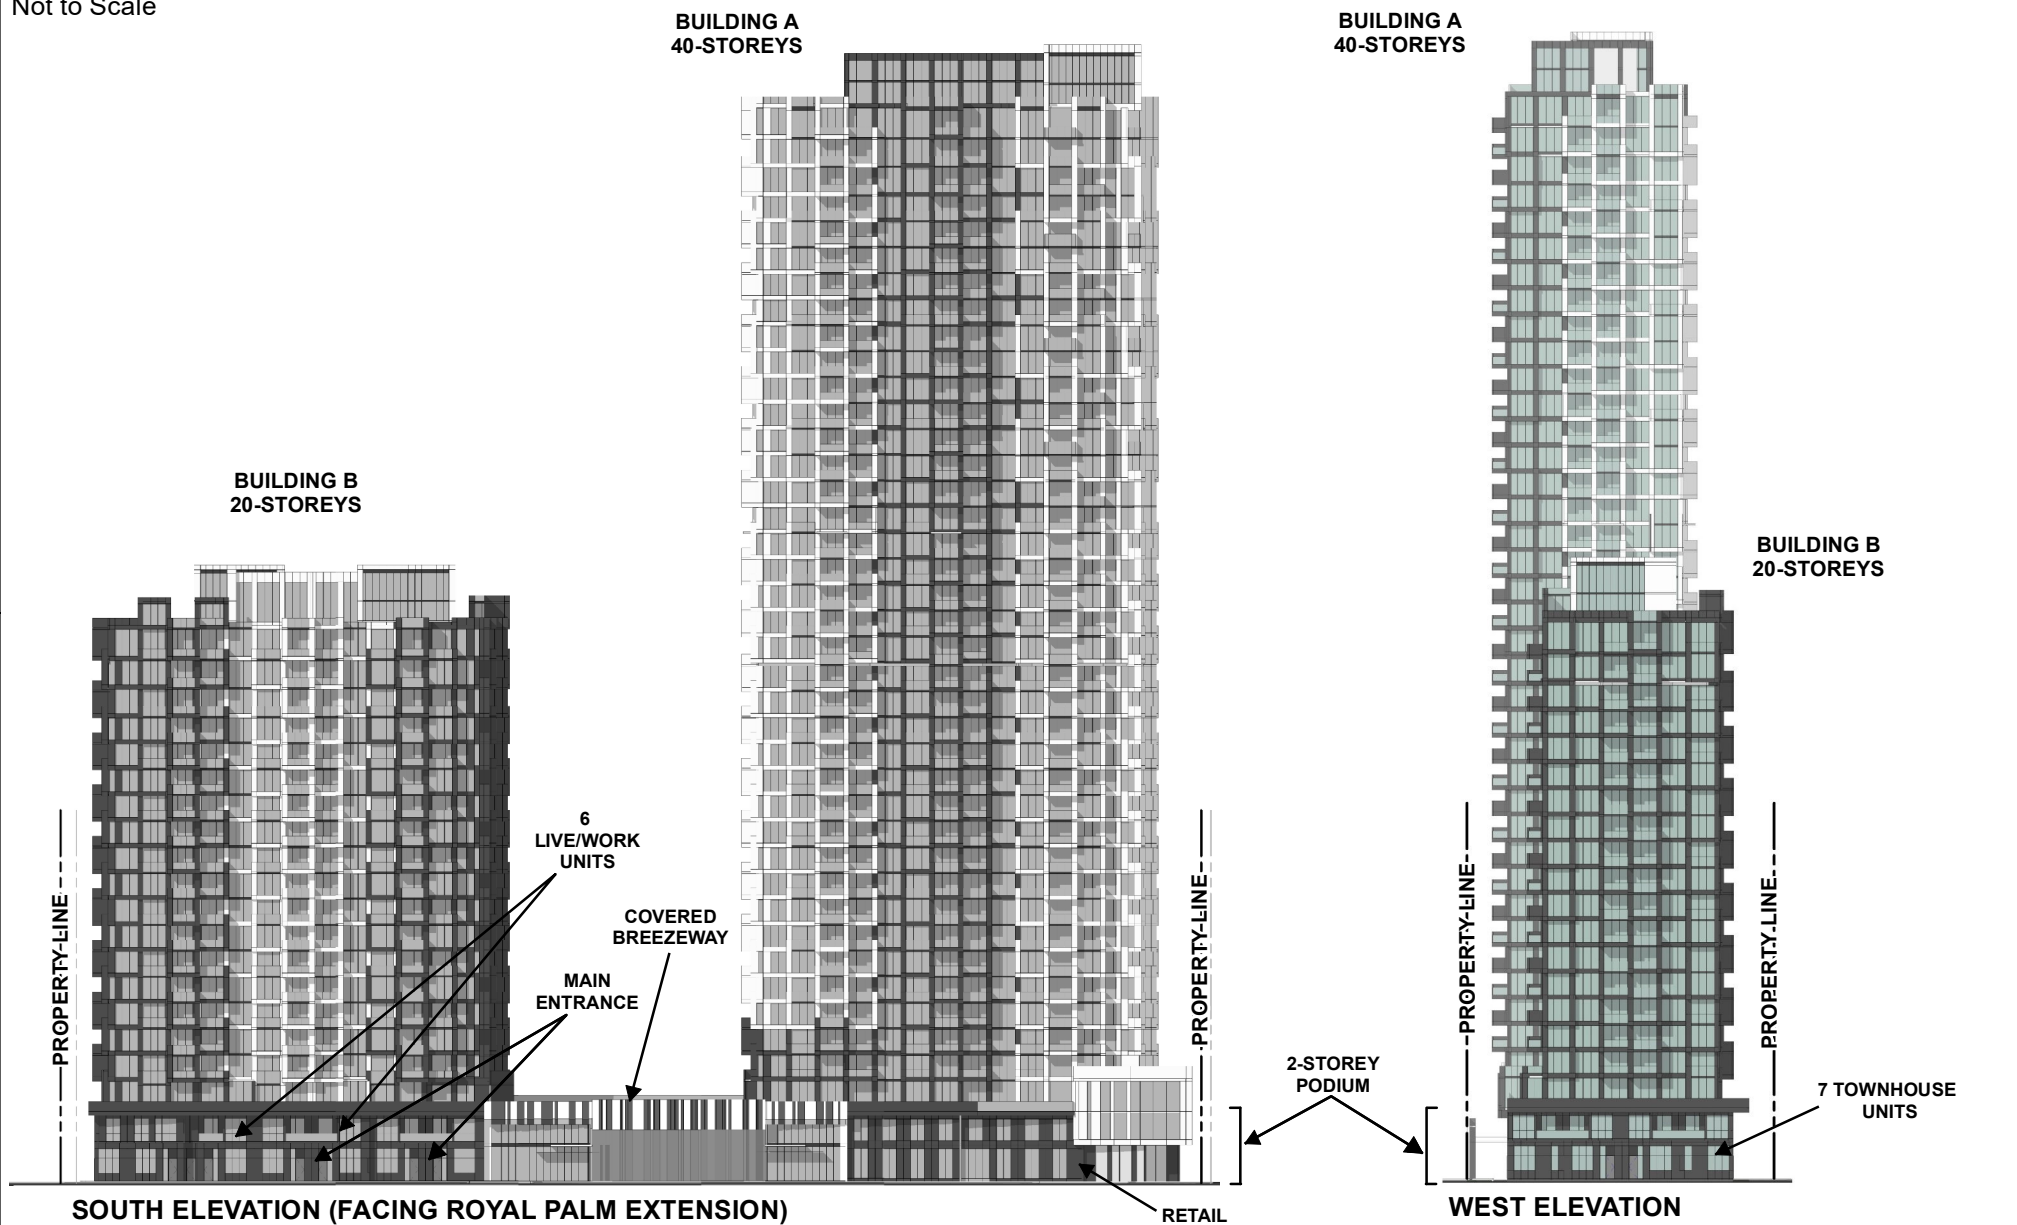 Not to Scale
BUILDING A
40-STOREYS
BUILDING A
40-STOREYS
BUILDING B
20-STOREYS
BUILDING B
20-STOREYS
6
LIVE/WORK
UNITS
COVERED
BREEZEWAY
MAIN
ENTRANCE
PROPERTY LINE
PROPERTY LINE
PROPERTY LINE
PROPERTY LINE
2-STOREY
PODIUM
7 TOWNHOUSE
UNITS
RETAIL
SOUTH ELEVATION (FACING ROYAL PALM EXTENSION)
WEST ELEVATION